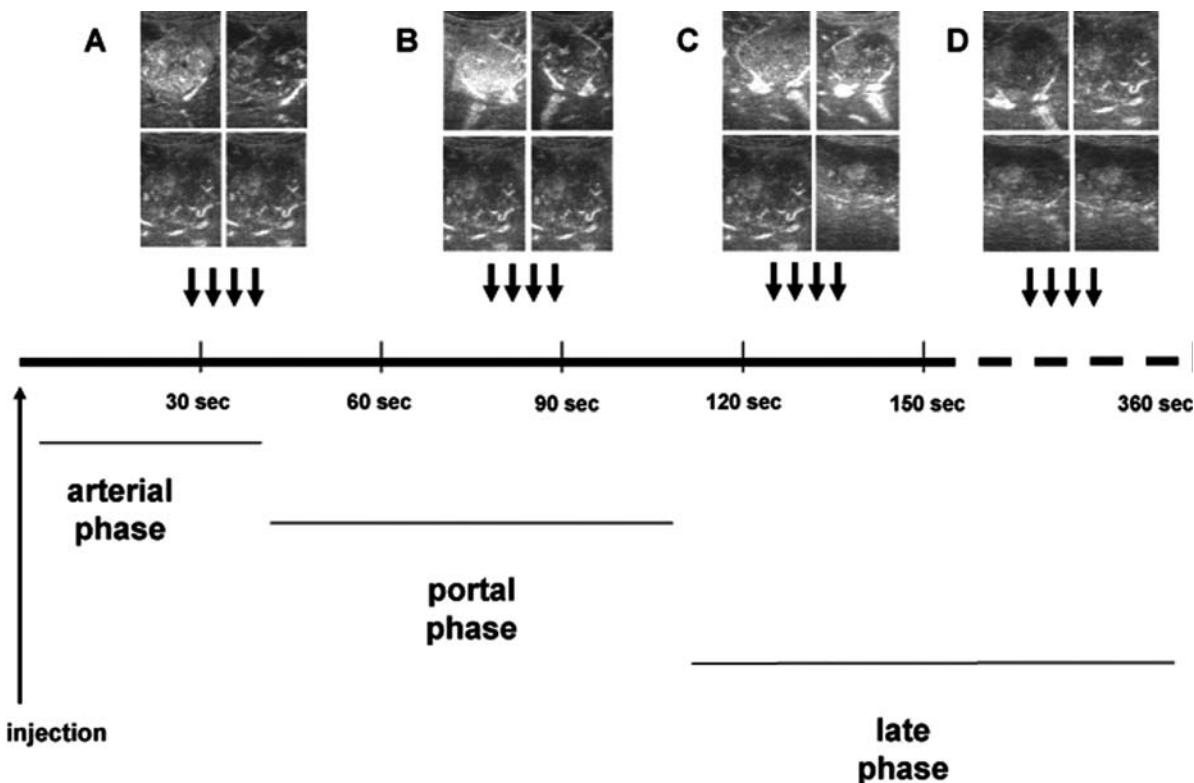 A B C D
30 sec 60 sec 90 sec 120 sec 150 sec 360 sec
arterial
phase
portal
phase
injection
late
phase